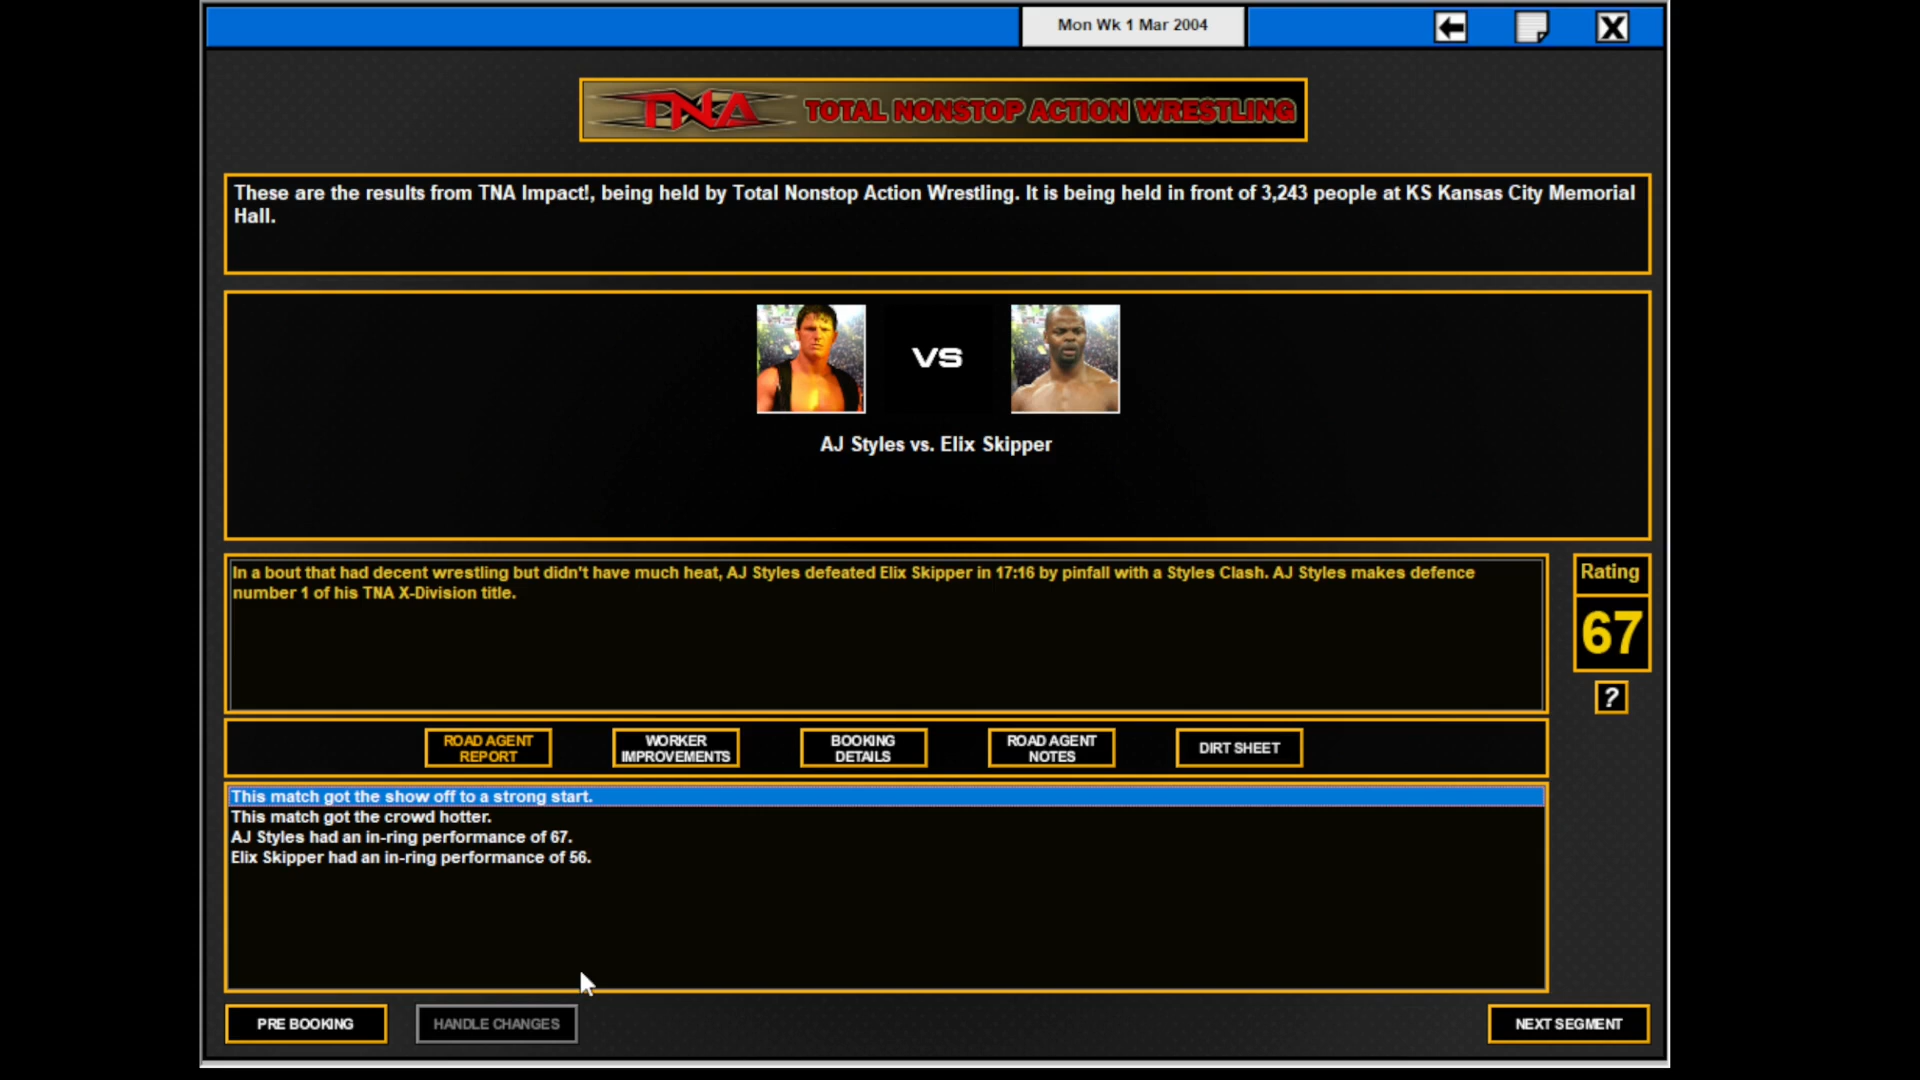 Mon Wk 1 Mar 2004
TNA TOTAL NONSTOP ACTION WRESTLING
These are the results from TNA Impact!, being held by Total Nonstop Action Wrestling. It is being held in front of 3,243 people at KS Kansas City Memorial
Hall.
VS
AJ Styles vs. Elix Skipper
In a bout that had decent wrestling but didn't have much heat, AJ Styles defeated Elix Skipper in 17:16 by pinfall with a Styles Clash. AJ Styles makes defence
number 1 of his TNA X-Division title.
Rating
67
?
ROAD AGENT
REPORT
WORKER
IMPROVEMENTS
BOOKING
DETAILS
ROAD AGENT
NOTES
DIRT SHEET
This match got the show off to a strong start.
This match got the crowd hotter.
AJ Styles had an in-ring performance of 67.
Elix Skipper had an in-ring performance of 56.
PRE BOOKING
HANDLE CHANGES
NEXT SEGMENT